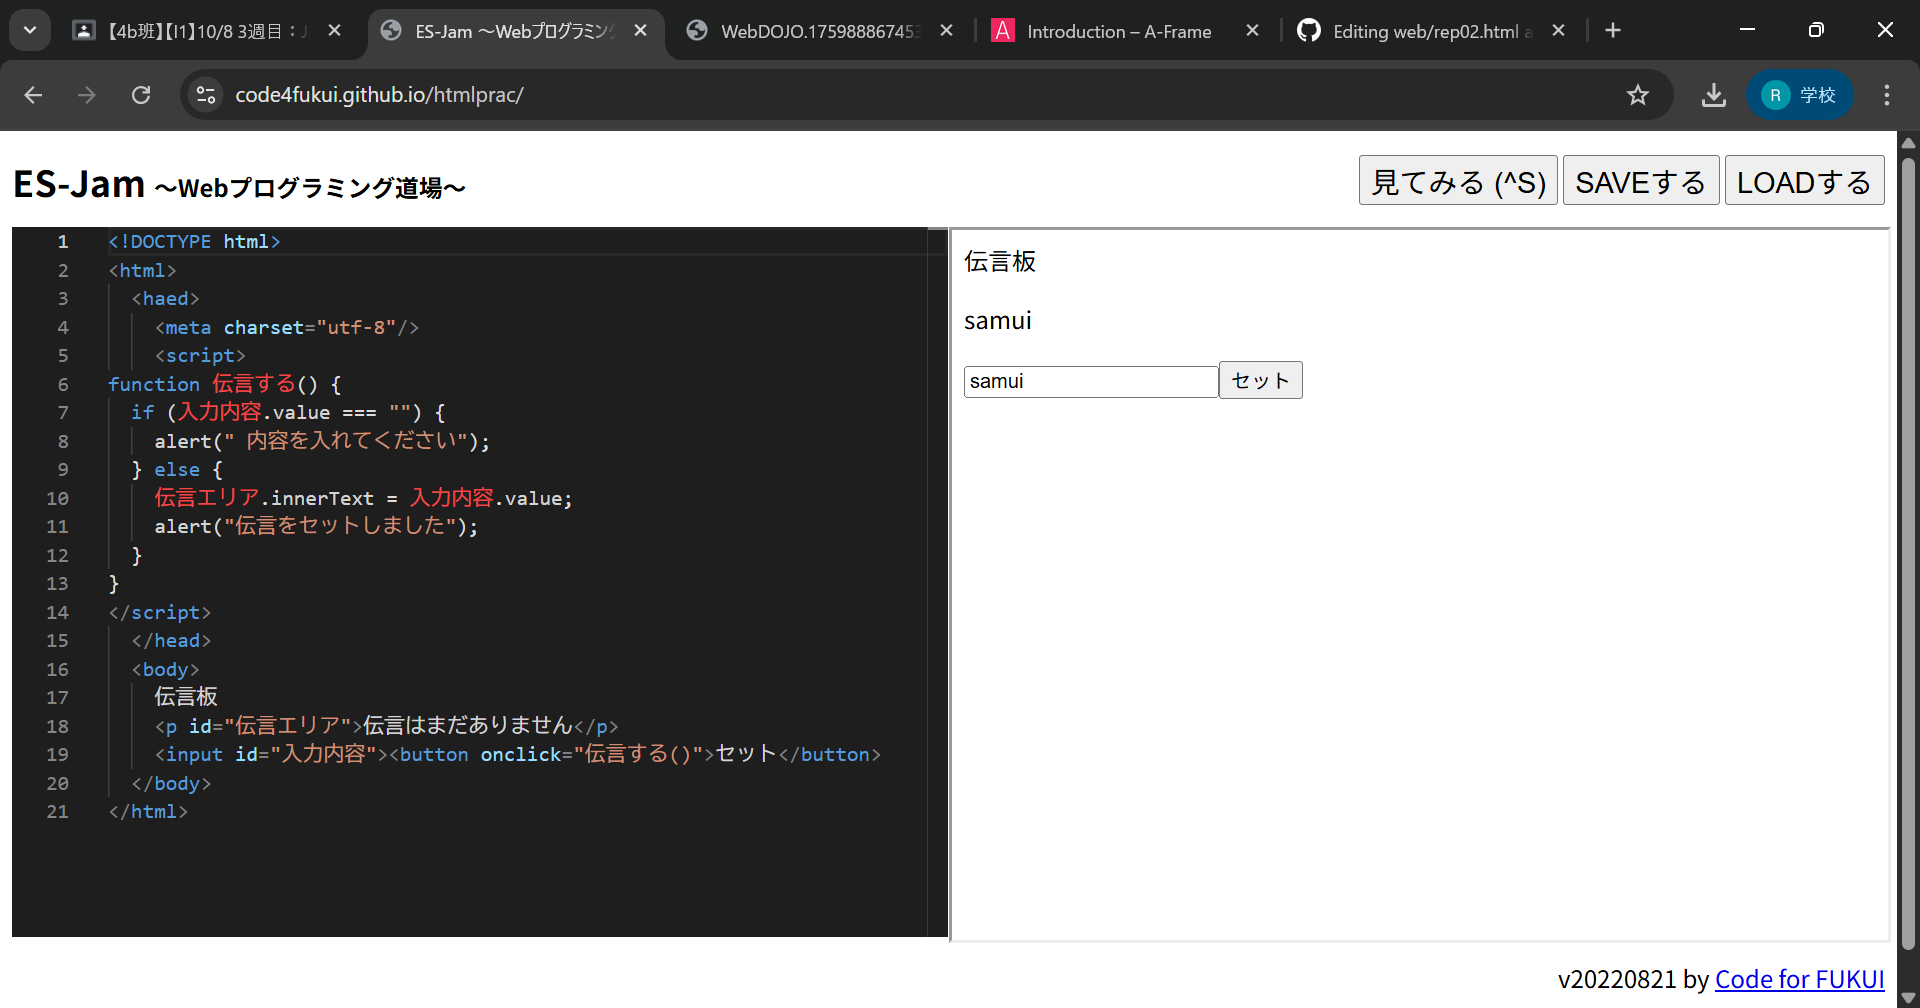 【4b班】【I1】10/8 3週目：J
ES-Jam ～Webプログラミング
WebDOJO.175988867453
Introduction – A-Frame
Editing web/rep02.html a
code4fukui.github.io/htmlprac/
R 学校
ES-Jam ～Webプログラミング道場～
見てみる (^S) SAVEする LOADする
1 <!DOCTYPE html>
2 <html>
3 <haed>
4 <meta charset="utf-8"/>
5 <script>
6 function 伝言する() {
7 if (入力内容.value === "") {
8 alert(" 内容を入れてください");
9 } else {
10 伝言エリア.innerText = 入力内容.value;
11 alert("伝言をセットしました");
12 }
13 }
14 </script>
15 </head>
16 <body>
17 伝言板
18 <p id="伝言エリア">伝言はまだありません</p>
19 <input id="入力内容"><button onclick="伝言する()">セット</button>
20 </body>
21 </html>
伝言板
samui
samui セット
v20220821 by Code for FUKUI